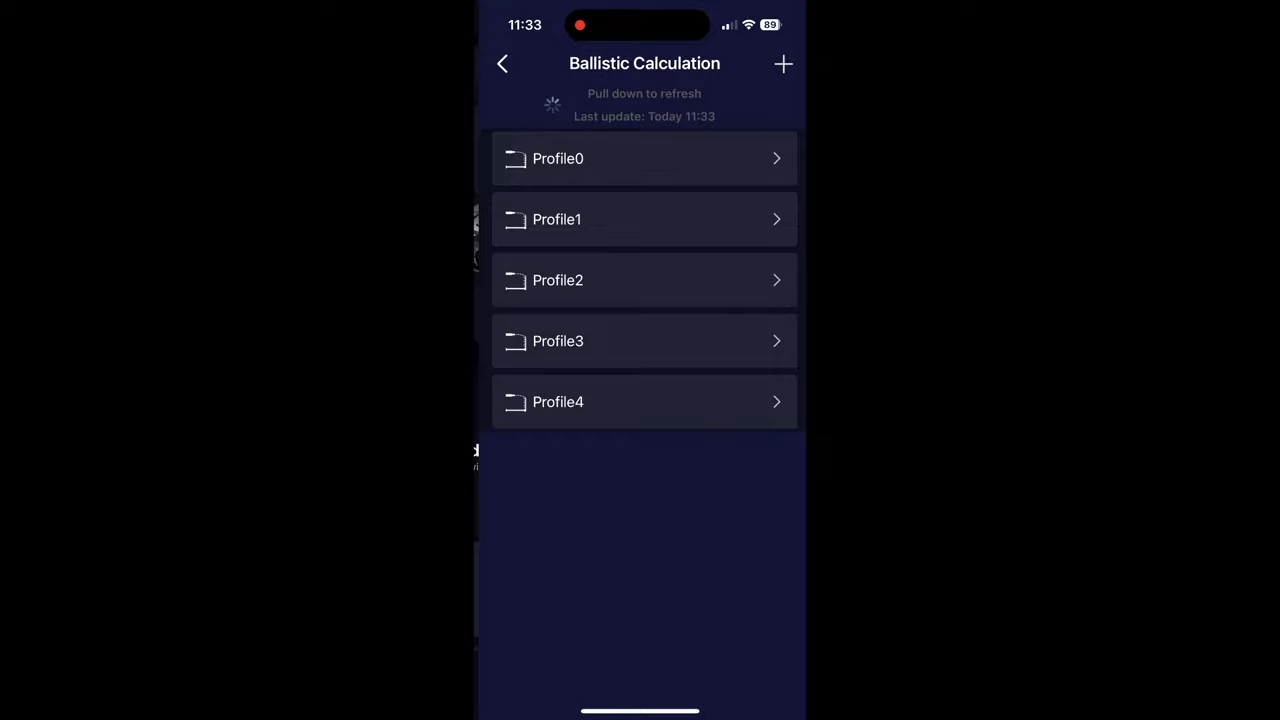 11:33
89
Ballistic Calculation
Pull down to refresh
Last update: Today 11:33
Profile0
Profile1
Profile2
Profile3
Profile4
d
vi